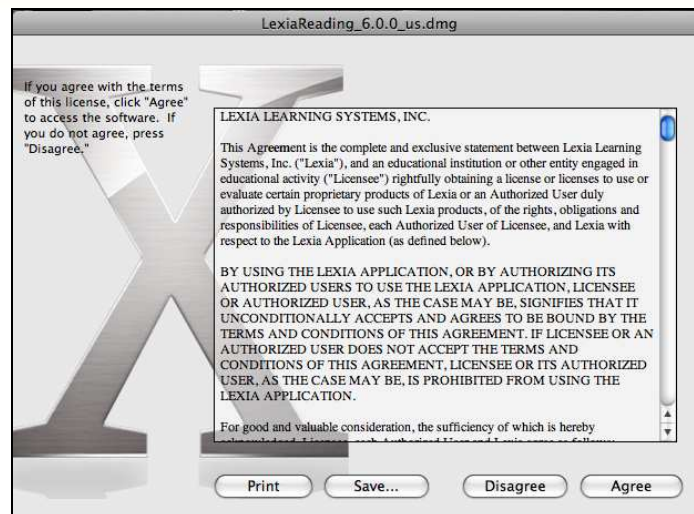 LexiaReading_6.0.0_us.dmg
If you agree with the terms
of this license, click "Agree"
to access the software.  If
you do not agree, press
"Disagree."
LEXIA LEARNING SYSTEMS, INC.
This Agreement is the complete and exclusive statement between Lexia Learning
Systems, Inc. ("Lexia"), and an educational institution or other entity engaged in
educational activity ("Licensee") rightfully obtaining a license or licenses to use or
evaluate certain proprietary products of Lexia or an Authorized User duly
authorized by Licensee to use such Lexia products, of the rights, obligations and
responsibilities of Licensee, each Authorized User of Licensee, and Lexia with
respect to the Lexia Application (as defined below).
BY USING THE LEXIA APPLICATION, OR BY AUTHORIZING ITS
AUTHORIZED USERS TO USE THE LEXIA APPLICATION, LICENSEE
OR AUTHORIZED USER, AS THE CASE MAY BE, SIGNIFIES THAT IT
UNCONDITIONALLY ACCEPTS AND AGREES TO BE BOUND BY THE
TERMS AND CONDITIONS OF THIS AGREEMENT. IF LICENSEE OR AN
AUTHORIZED USER DOES NOT ACCEPT THE TERMS AND
CONDITIONS OF THIS AGREEMENT, LICENSEE OR ITS AUTHORIZED
USER, AS THE CASE MAY BE, IS PROHIBITED FROM USING THE
LEXIA APPLICATION.
For good and valuable consideration, the sufficiency of which is hereby
Print Save... Disagree Agree